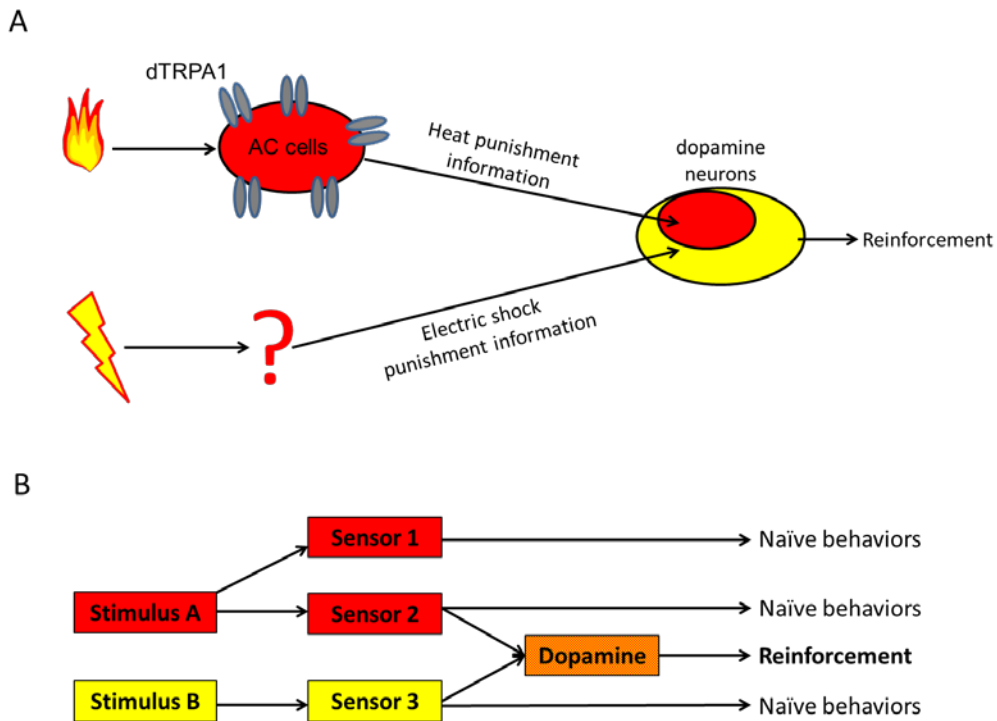 A
dTRPA1
AC cells
Heat punishment
information
dopamine
neurons
Reinforcement
?
Electric shock
punishment information
B
Sensor 1
Naïve behaviors
Stimulus A
Sensor 2
Naïve behaviors
Dopamine
Reinforcement
Stimulus B
Sensor 3
Naïve behaviors